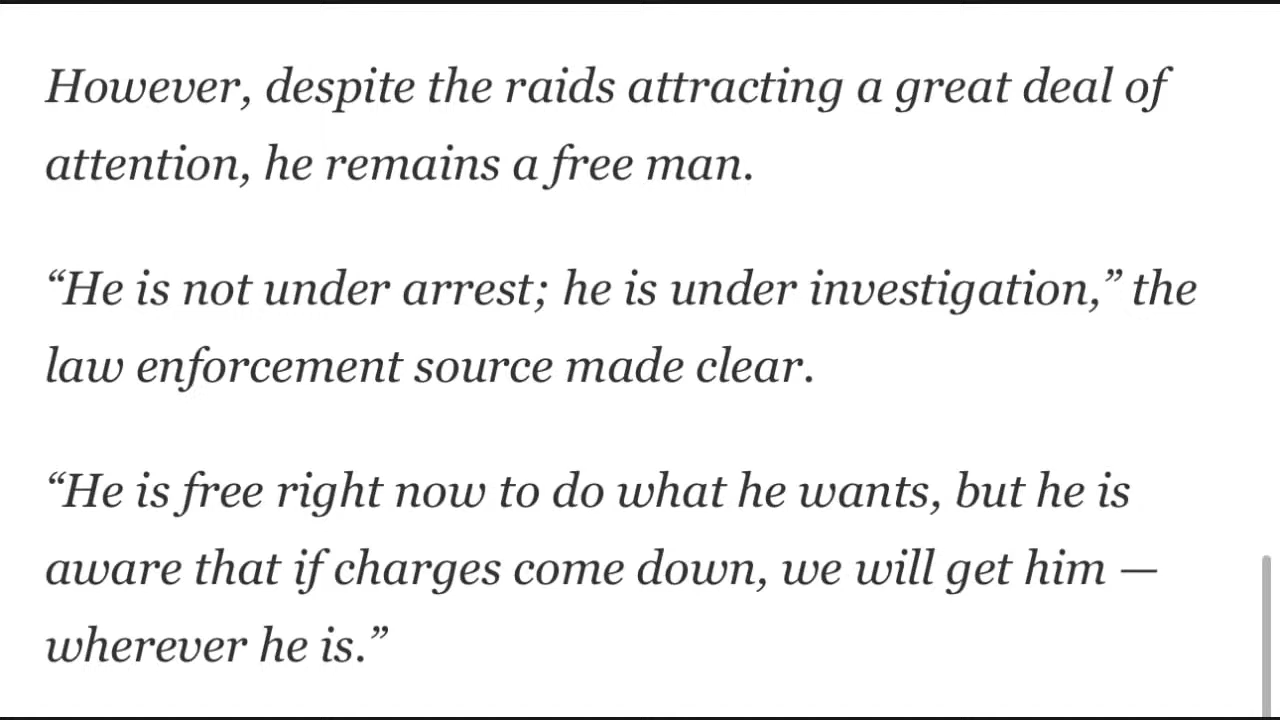 However, despite the raids attracting a great deal of
attention, he remains a free man.
“He is not under arrest; he is under investigation,” the
law enforcement source made clear.
“He is free right now to do what he wants, but he is
aware that if charges come down, we will get him —
wherever he is.”